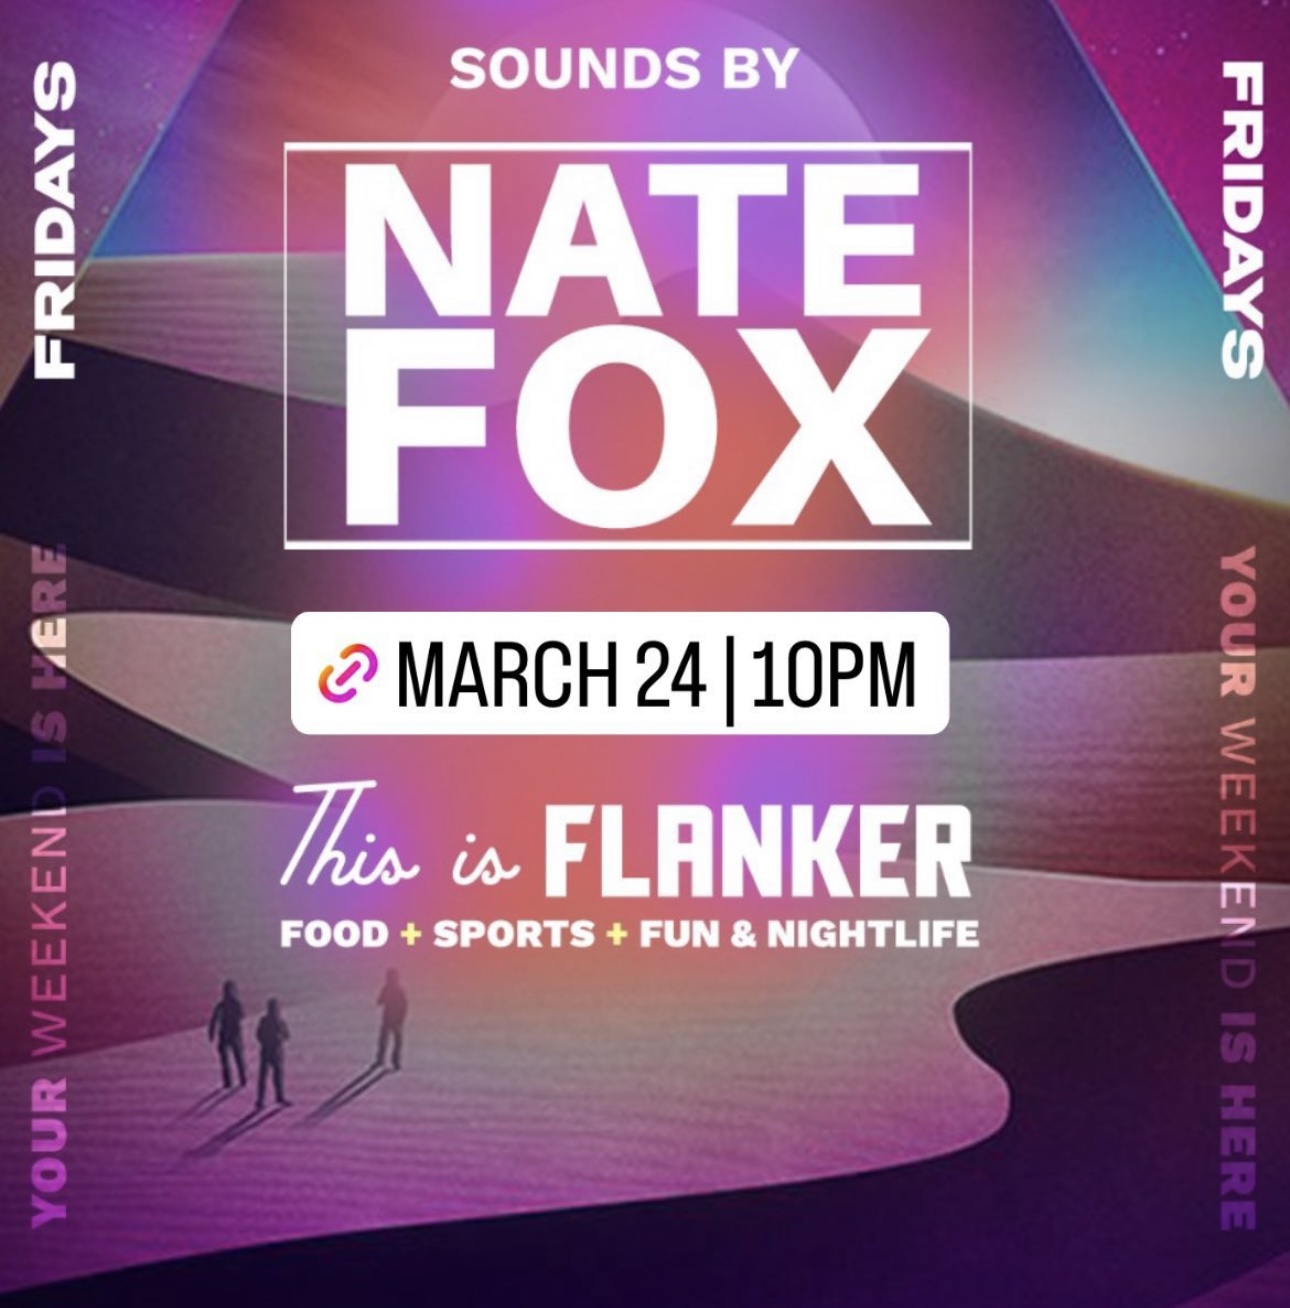 SOUNDS BY
NATE
FOX
MARCH 24 | 10PM
This is FLANKER
FOOD + SPORTS + FUN & NIGHTLIFE
FRIDAYS
YOUR WEEKEND IS HERE
FRIDAYS
YOUR WEEKEND IS HERE